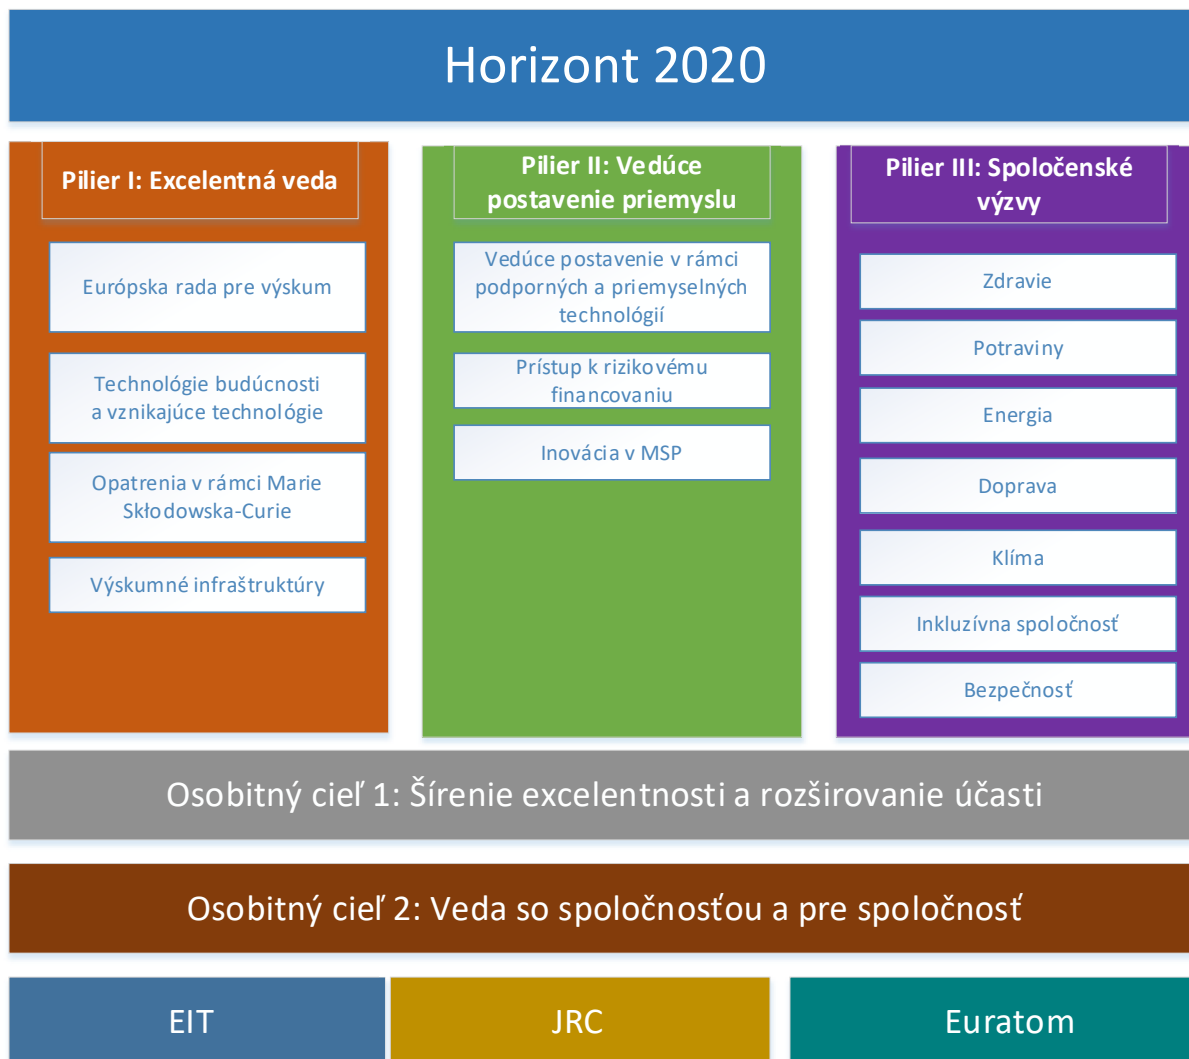 Horizont 2020
Pilier I: Excelentná veda
Európska rada pre výskum
Technológie budúcnosti
a vznikajúce technológie
Opatrenia v rámci Marie
Skłodowska-Curie
Výskumné infraštruktúry
Pilier II: Vedúce
postavenie priemyslu
Vedúce postavenie v rámci
podporných a priemyselných
technológií
Prístup k rizikovému
financovaniu
Inovácia v MSP
Pilier III: Spoločenské
výzvy
Zdravie
Potraviny
Energia
Doprava
Klíma
Inkluzívna spoločnosť
Bezpečnosť
Osobitný cieľ 1: Šírenie excelentnosti a rozširovanie účasti
Osobitný cieľ 2: Veda so spoločnosťou a pre spoločnosť
EIT
JRC
Euratom